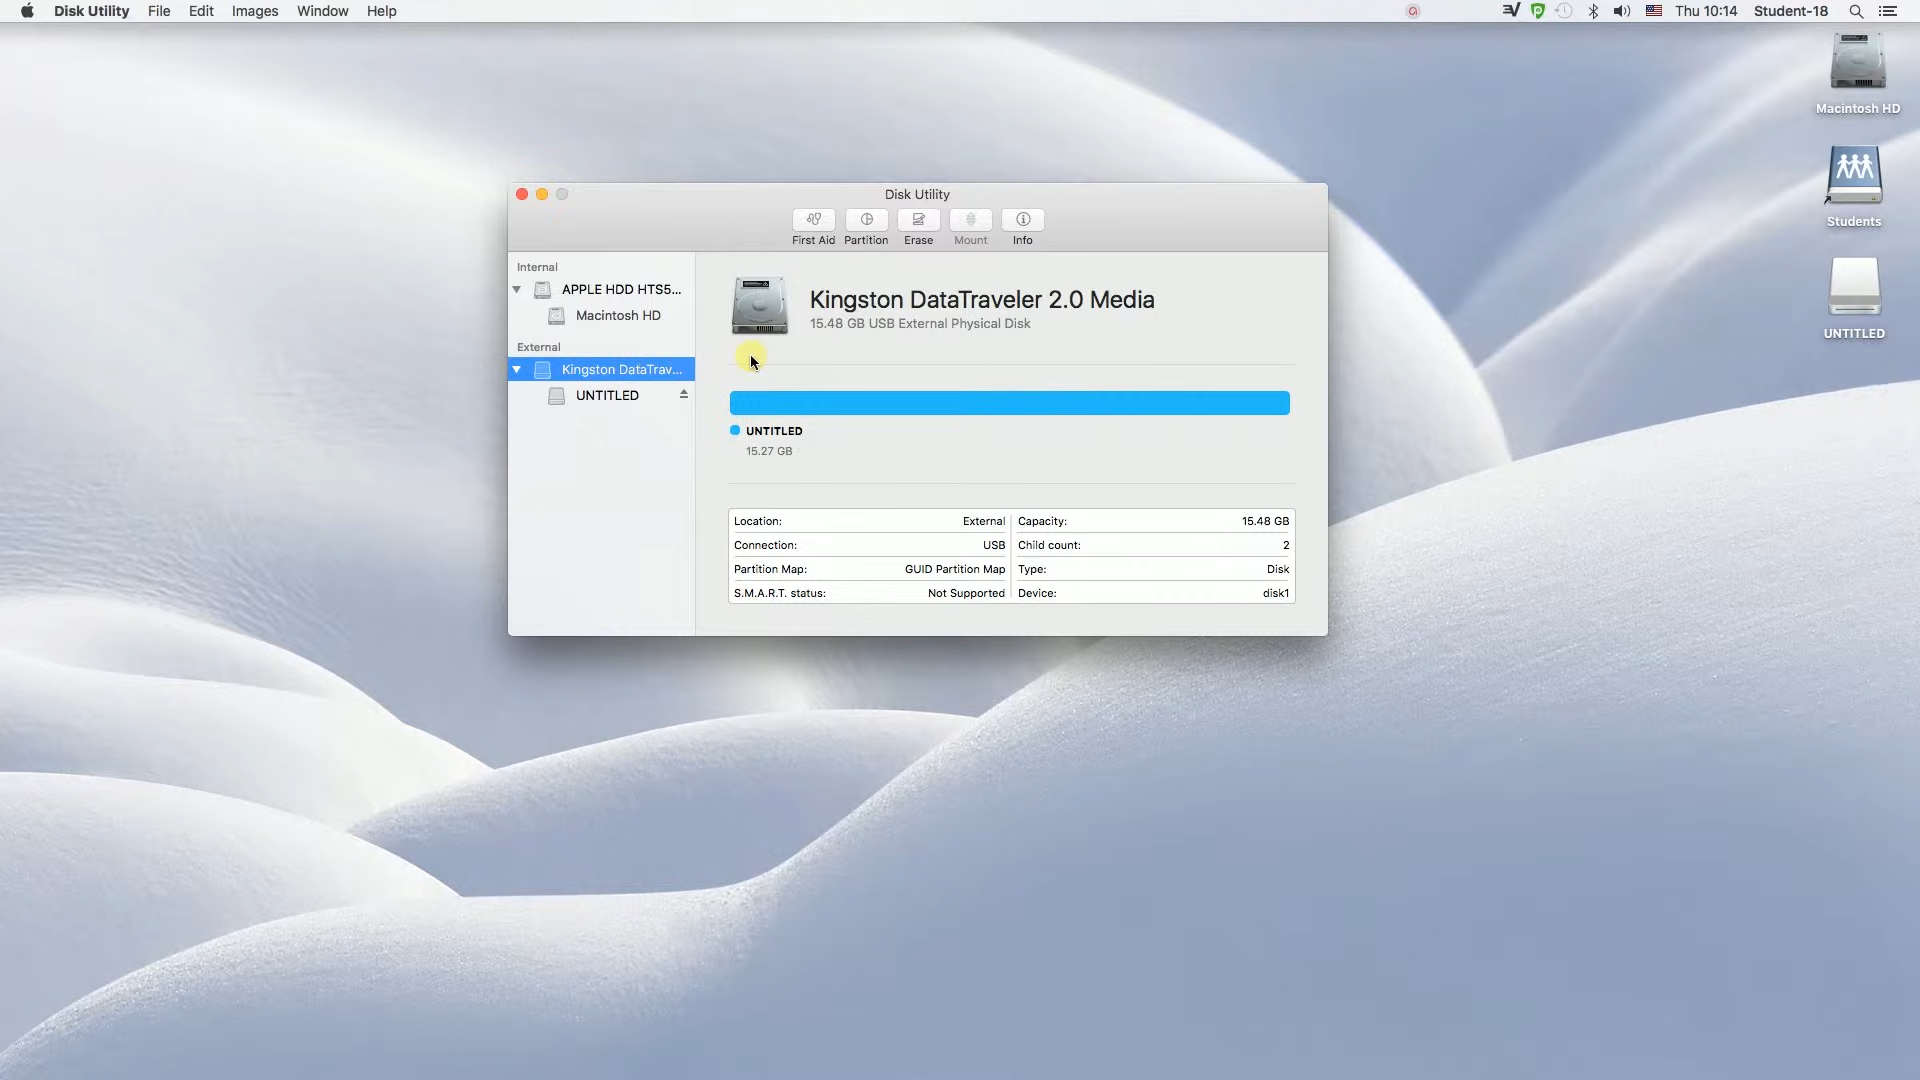 Disk Utility File Edit Images Window Help Thu 10:14 Student-18
Macintosh HD
Students
UNTITLED
Disk Utility
First Aid Partition Erase Mount Info
Internal
APPLE HDD HTS5...
Macintosh HD
External
Kingston DataTrav...
UNTITLED
Kingston DataTraveler 2.0 Media
15.48 GB USB External Physical Disk
UNTITLED
15.27 GB
Location: External Capacity: 15.48 GB
Connection: USB Child count: 2
Partition Map: GUID Partition Map Type: Disk
S.M.A.R.T. status: Not Supported Device: disk1